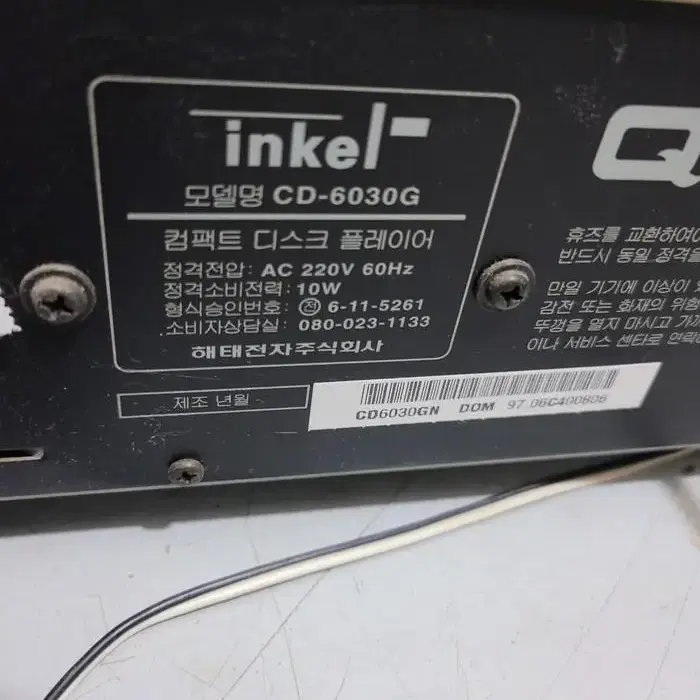 inkel
모델명 CD-6030G
컴팩트 디스크 플레이어
정격전압: AC 220V 60Hz
정격소비전력: 10W
형식승인번호: ㉄ 6-11-5261
소비자상담실: 080-023-1133
해태전자주식회사
제조 년월
CD6030GN DOM 97 06C400806
휴즈를 교환하여야
반드시 동일 정격을
만일 기기에 이상이 있
감전 또는 화재의 위험
뚜껑을 열지 마시고 가까
이나 서비스 센타로 연락하